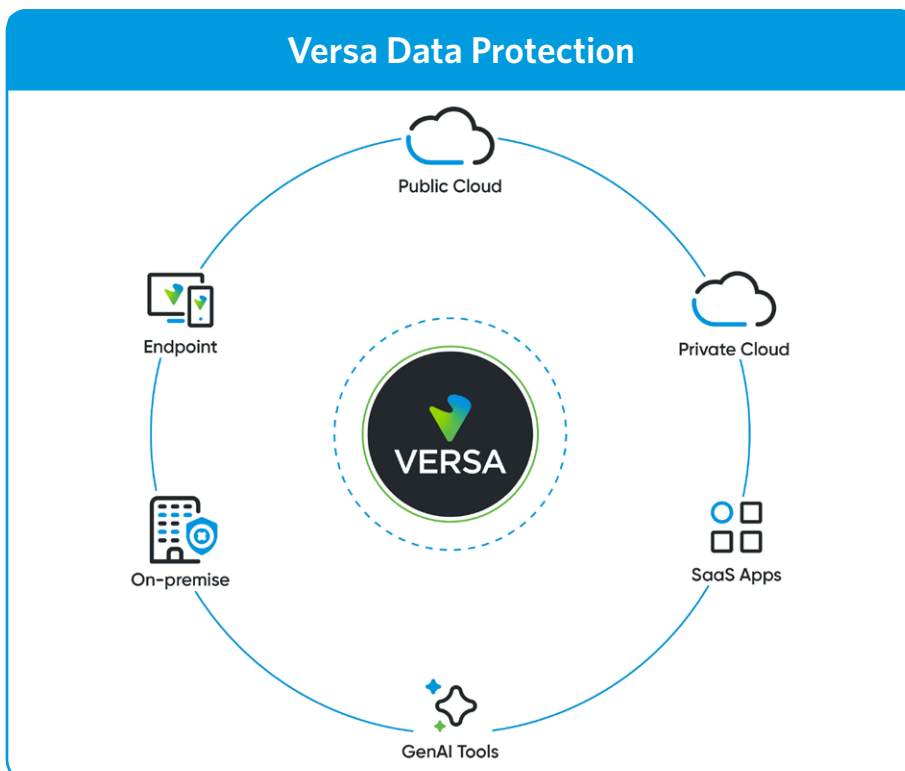 Versa Data Protection
Public Cloud
Endpoint
Private Cloud
VERSA
On-premise
SaaS Apps
GenAI Tools